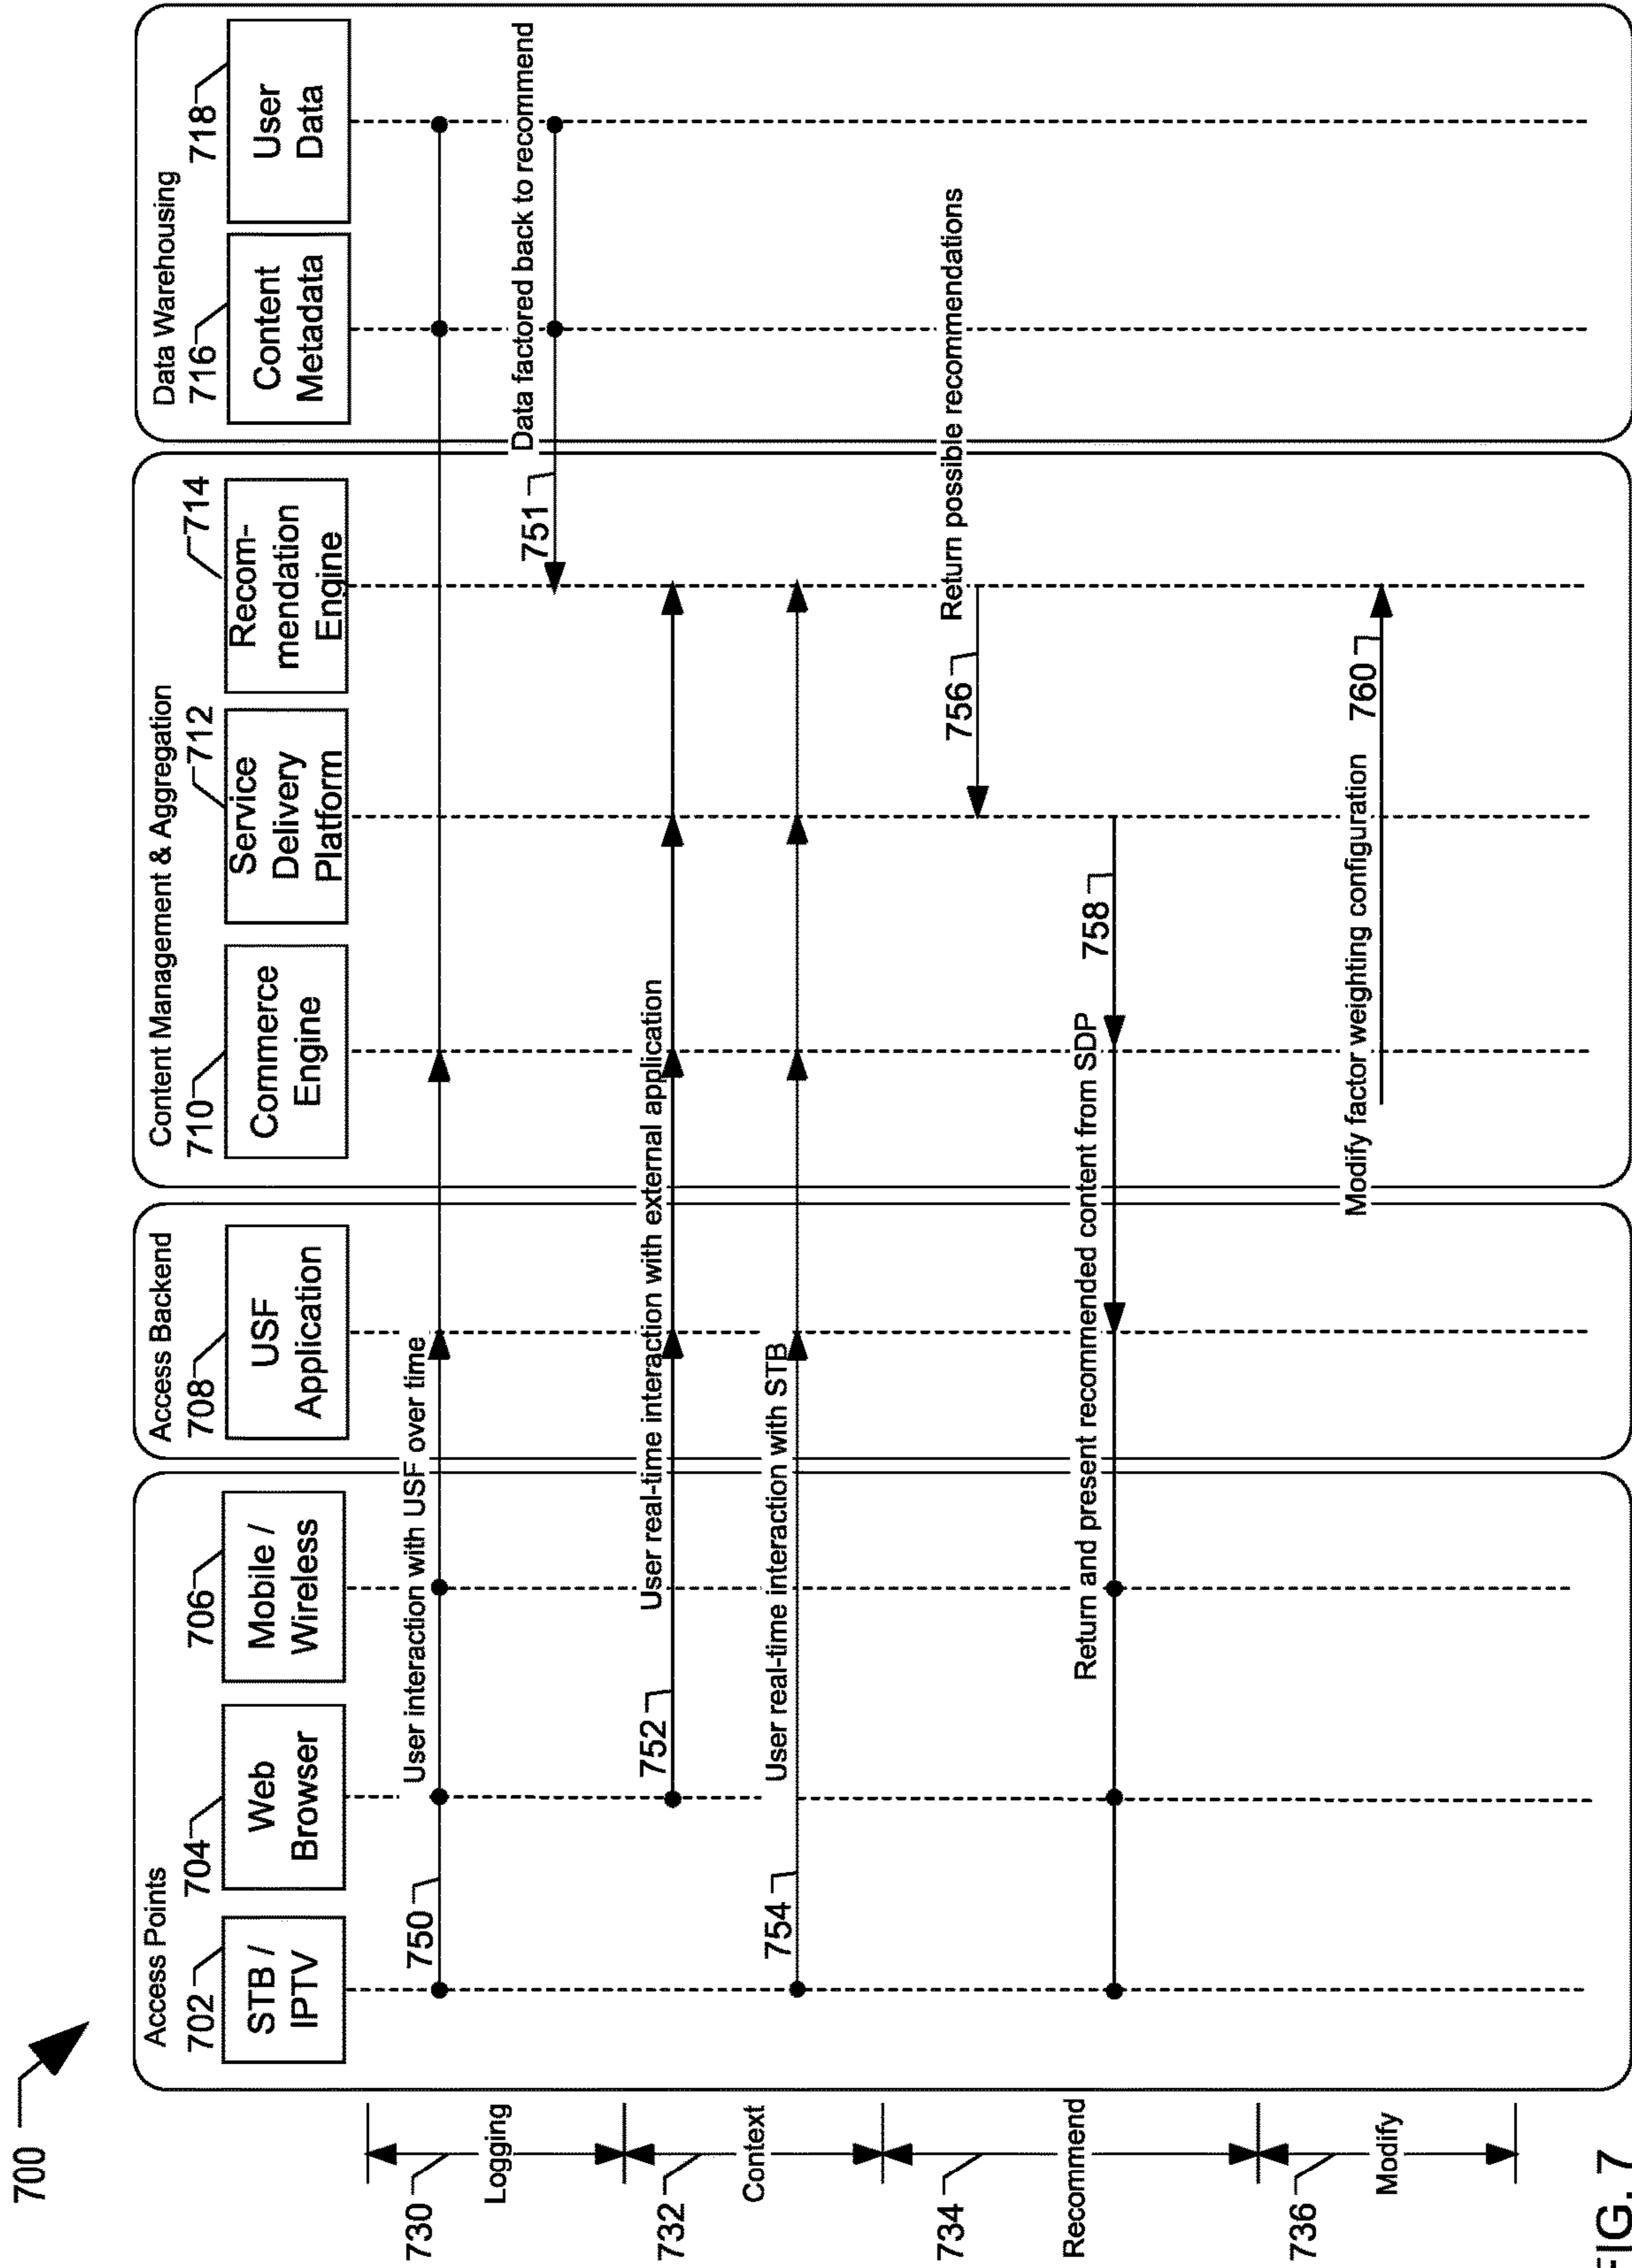 700
Access Points
702
STB /
IPTV
704
Web
Browser
706
Mobile /
Wireless
Access Backend
708
USF
Application
Content Management & Aggregation
710
Commerce
Engine
712
Service
Delivery
Platform
714
Recom-
mendation
Engine
Data Warehousing
716
Content
Metadata
718
User
Data
730
Logging
750
User interaction with USF over time
751
Data factored back to recommend
732
Context
752
User real-time interaction with external application
754
User real-time interaction with STB
734
Recommend
756
Return possible recommendations
758
Return and present recommended content from SDP
736
Modify
Modify factor weighting configuration
760
FIG. 7